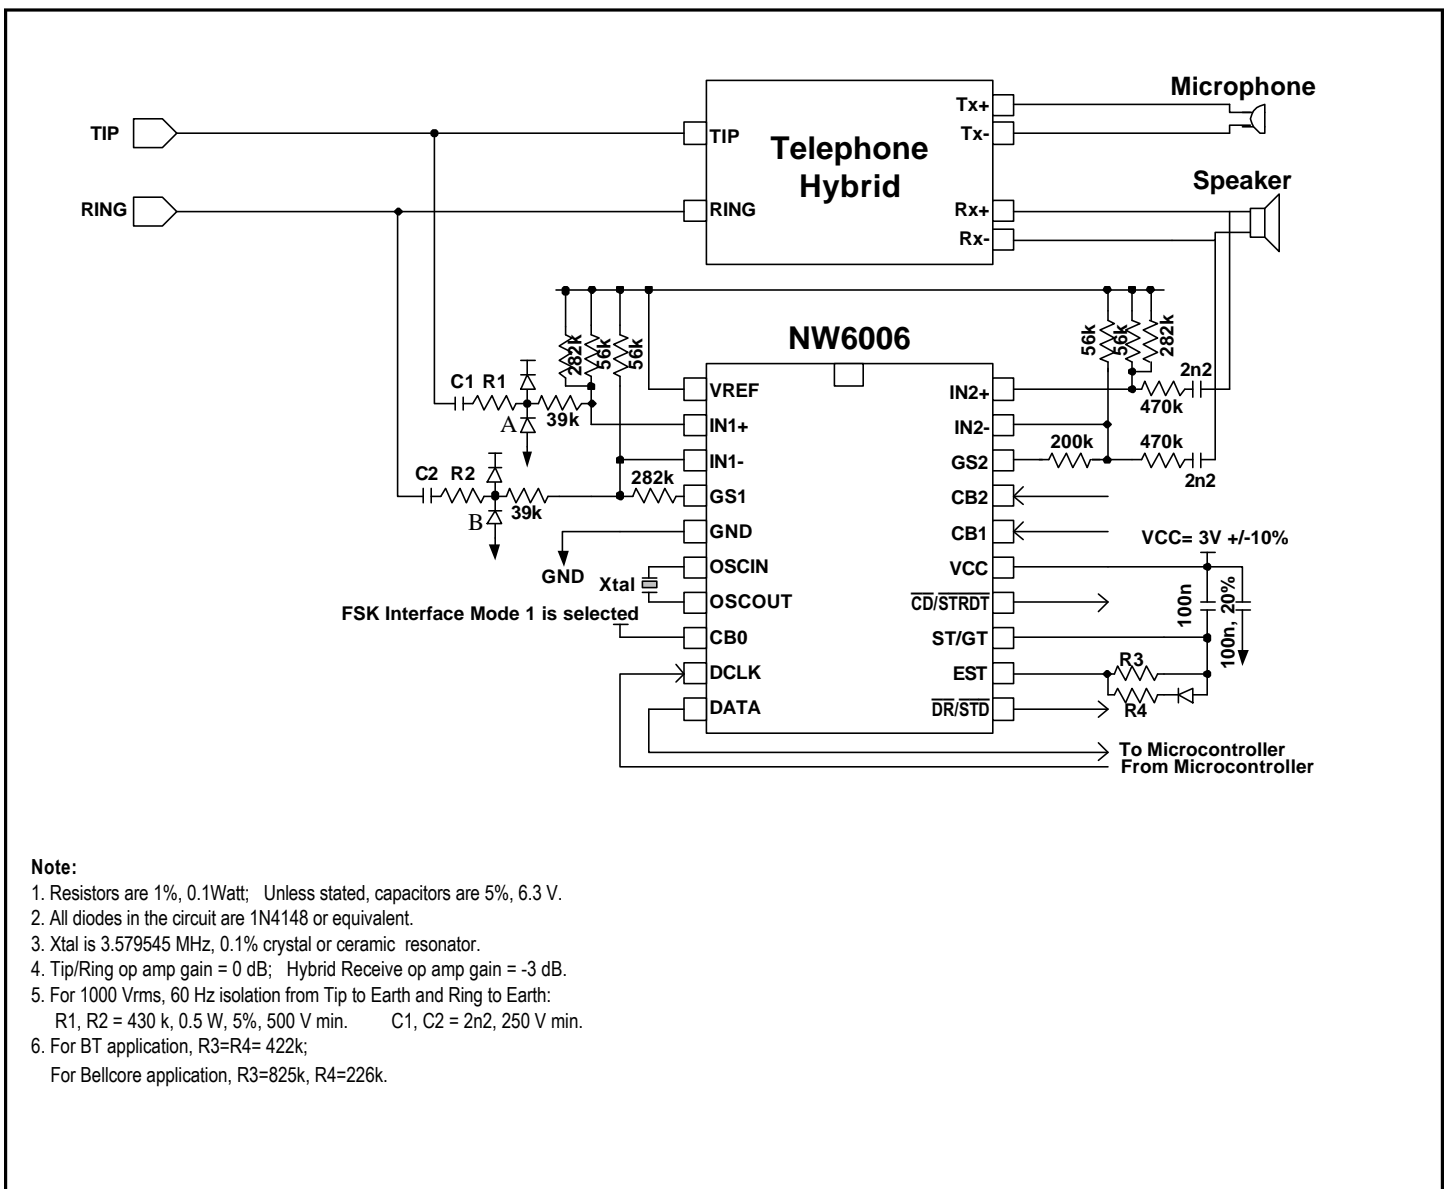 Microphone
TIP
TIP
Telephone
Hybrid
Tx+
Tx-
Speaker
RING
RING
Rx+
Rx-
NW6006
282k
56k
56k
56k
56k
282k
C1 R1
A
39k
VREF
IN1+
IN1-
GS1
GND
OSCIN
OSCOUT
CB0
DCLK
DATA
IN2+
IN2-
GS2
CB2
CB1
VCC
CD/STRDT
ST/GT
EST
DR/STD
2n2
470k
200k
470k
2n2
C2 R2
B
39k
282k
GND
Xtal
FSK Interface Mode 1 is selected
VCC= 3V +/-10%
100n
100n, 20%
R3
R4
To Microcontroller
From Microcontroller
Note:
1. Resistors are 1%, 0.1Watt; Unless stated, capacitors are 5%, 6.3 V.
2. All diodes in the circuit are 1N4148 or equivalent.
3. Xtal is 3.579545 MHz, 0.1% crystal or ceramic resonator.
4. Tip/Ring op amp gain = 0 dB; Hybrid Receive op amp gain = -3 dB.
5. For 1000 Vrms, 60 Hz isolation from Tip to Earth and Ring to Earth:
R1, R2 = 430 k, 0.5 W, 5%, 500 V min. C1, C2 = 2n2, 250 V min.
6. For BT application, R3=R4= 422k;
For Bellcore application, R3=825k, R4=226k.